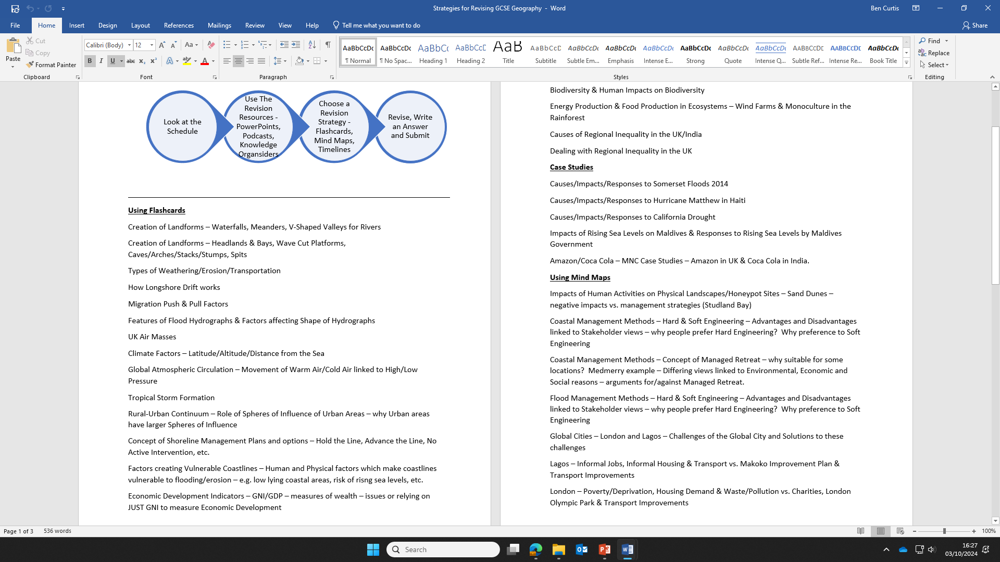 Strategies for Revising GCSE Geography - Word
Ben Curtis
File Home Insert Design Layout References Mailings Review View Help Tell me what you want to do Share
Paste
Cut
Copy
Format Painter
Clipboard
Calibri (Body) 12
Font
Paragraph
AaBbCcDc AaBbCcDc AaBbCc AaBbCcD AaB AaBbCcD AaBbCcDc AaBbCcDc AaBbCcDc AaBbCcDc AaBbCcDc AaBbCcDc AABBCCDE AABBCCDE AaBbCcDc
¶ Normal ¶ No Spac... Heading 1 Heading 2 Title Subtitle Subtle Em... Emphasis Intense E... Strong Quote Intense Q... Subtle Ref... Intense Re... Book Title
Styles
Find
Replace
Select
Editing
Look at the
Schedule
Use The
Revision
Resources -
PowerPoints,
Podcasts,
Knowledge
Organsiders
Choose a
Revision
Strategy -
Flashcards,
Mind Maps,
Timelines
Revise, Write
an Answer
and Submit
Using Flashcards
Creation of Landforms – Waterfalls, Meanders, V-Shaped Valleys for Rivers
Creation of Landforms – Headlands & Bays, Wave Cut Platforms,
Caves/Arches/Stacks/Stumps, Spits
Types of Weathering/Erosion/Transportation
How Longshore Drift works
Migration Push & Pull Factors
Features of Flood Hydrographs & Factors affecting Shape of Hydrographs
UK Air Masses
Climate Factors – Latitude/Altitude/Distance from the Sea
Global Atmospheric Circulation – Movement of Warm Air/Cold Air linked to High/Low
Pressure
Tropical Storm Formation
Rural-Urban Continuum – Role of Spheres of Influence of Urban Areas – why Urban areas
have larger Spheres of Influence
Concept of Shoreline Management Plans and options – Hold the Line, Advance the Line, No
Active Intervention, etc.
Factors creating Vulnerable Coastlines – Human and Physical factors which make coastlines
vulnerable to flooding/erosion – e.g. low lying coastal areas, risk of risng sea levels, etc.
Economic Development Indicators – GNI/GDP – measures of wealth – issues or relying on
JUST GNI to measure Economic Development
Biodiversity & Human Impacts on Biodiversity
Energy Production & Food Production in Ecosystems – Wind Farms & Monoculture in the
Rainforest
Causes of Regional Inequality in the UK/India
Dealing with Regional Inequality in the UK
Case Studies
Causes/Impacts/Responses to Somerset Floods 2014
Causes/Impacts/Responses to Hurricane Matthew in Haiti
Causes/Impacts/Responses to California Drought
Impacts of Rising Sea Levels on Maldives & Responses to Rising Sea Levels by Maldives
Government
Amazon/Coca Cola – MNC Case Studies – Amazon in UK & Coca Cola in India.
Using Mind Maps
Impacts of Human Activities on Physical Landscapes/Honeypot Sites – Sand Dunes –
negative impacts vs. management strategies (Studland Bay)
Coastal Management Methods – Hard & Soft Engineering – Advantages and Disadvantages
linked to Stakeholder views – why people prefer Hard Engineering? Why preference to Soft
Engineering
Coastal Management Methods – Concept of Managed Retreat – why suitable for some
locations? Medmerry example – Differing views linked to Environmental, Economic and
Social reasons – arguments for/against Managed Retreat.
Flood Management Methods – Hard & Soft Engineering – Advantages and Disadvantages
linked to Stakeholder views – why people prefer Hard Engineering? Why preference to Soft
Engineering
Global Cities – London and Lagos – Challenges of the Global City and Solutions to these
challenges
Lagos – Informal Jobs, Informal Housing & Transport vs. Makoko Improvement Plan &
Transport Improvements
London – Poverty/Deprivation, Housing Demand & Waste/Pollution vs. Charities, London
Olympic Park & Transport Improvements
Page 1 of 3 536 words
100%
Search
16:27
03/10/2024